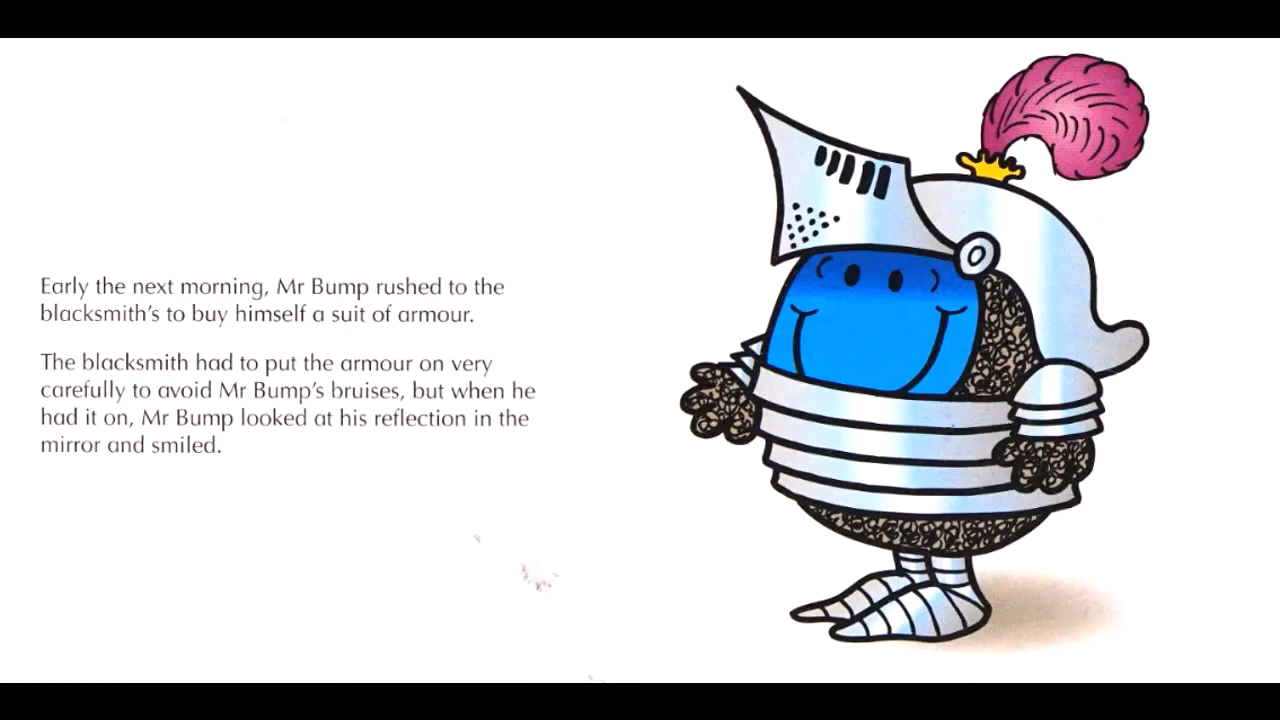 Early the next morning, Mr Bump rushed to the
blacksmith's to buy himself a suit of armour.
The blacksmith had to put the armour on very
carefully to avoid Mr Bump's bruises, but when he
had it on, Mr Bump looked at his reflection in the
mirror and smiled.